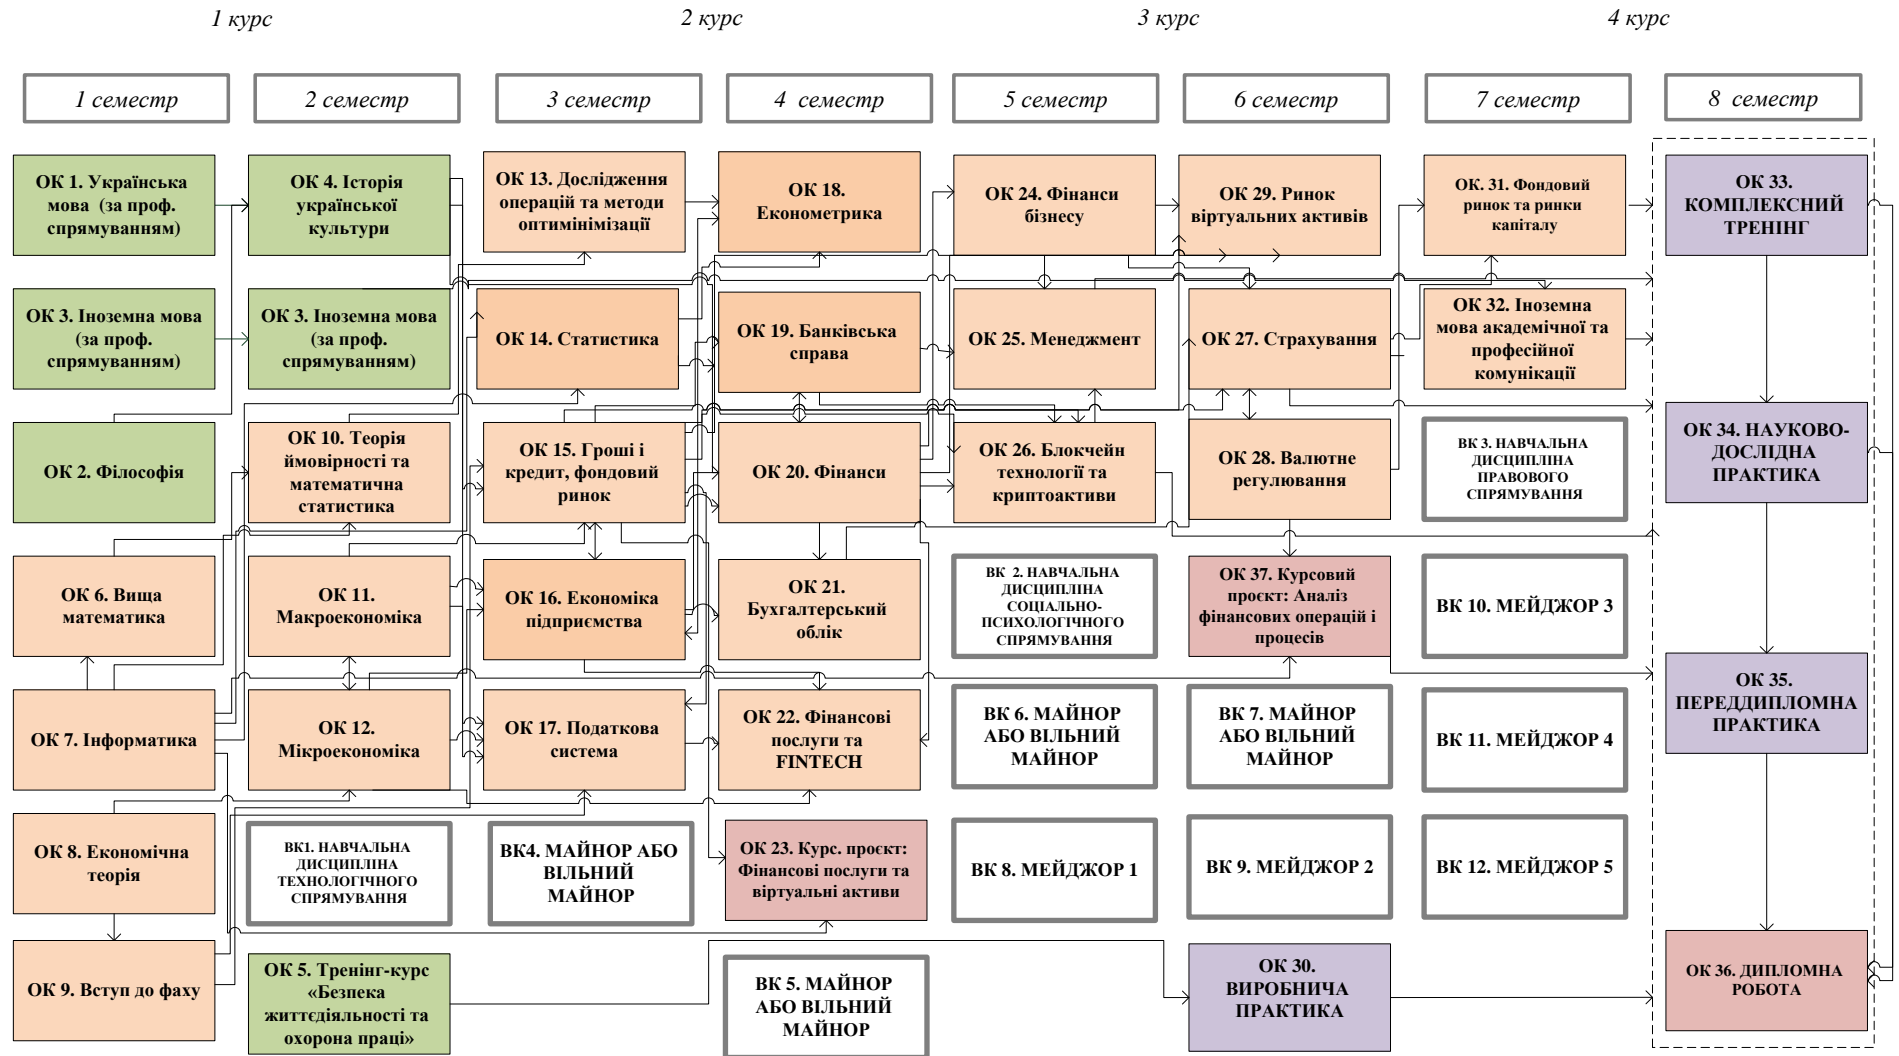 1 курс
2 курс
3 курс
4 курс
1 семестр
2 семестр
3 семестр
4 семестр
5 семестр
6 семестр
7 семестр
8 семестр
ОК 1. Українська
мова (за проф.
спрямуванням)
ОК 3. Іноземна мова
(за проф.
спрямуванням)
ОК 2. Філософія
ОК 6. Вища
математика
ОК 7. Інформатика
ОК 8. Економічна
теорія
ОК 9. Вступ до фаху
ОК 4. Історія
української
культури
ОК 3. Іноземна мова
(за проф.
спрямуванням)
ОК 10. Теорія
ймовірності та
математична
статистика
ОК 11.
Макроекономіка
ОК 12.
Мікроекономіка
ВК1. НАВЧАЛЬНА
ДИСЦИПЛІНА
ТЕХНОЛОГІЧНОГО
СПРЯМУВАННЯ
ОК 5. Тренінг-курс
«Безпека
життєдіяльності та
охорона праці»
ОК 13. Дослідження
операцій та методи
оптимінімізації
ОК 14. Статистика
ОК 15. Гроші і
кредит, фондовий
ринок
ОК 16. Економіка
підприємства
ОК 17. Податкова
система
ВК4. МАЙНОР АБО
ВІЛЬНИЙ
МАЙНОР
ОК 18.
Економетрика
ОК 19. Банківська
справа
ОК 20. Фінанси
ОК 21.
Бухгалтерський
облік
ОК 22. Фінансові
послуги та
FINTECH
ОК 23. Курс. проєкт:
Фінансові послуги та
віртуальні активи
ВК 5. МАЙНОР
АБО ВІЛЬНИЙ
МАЙНОР
ОК 24. Фінанси
бізнесу
ОК 25. Менеджмент
ОК 26. Блокчейн
технології та
криптоактиви
ВК 2. НАВЧАЛЬНА
ДИСЦИПЛІНА
СОЦІАЛЬНО-
ПСИХОЛОГІЧНОГО
СПРЯМУВАННЯ
ВК 6. МАЙНОР
АБО ВІЛЬНИЙ
МАЙНОР
ВК 8. МЕЙДЖОР 1
ОК 29. Ринок
віртуальних активів
ОК 27. Страхування
ОК 28. Валютне
регулювання
ОК 37. Курсовий
проєкт: Аналіз
фінансових операцій і
процесів
ВК 7. МАЙНОР
АБО ВІЛЬНИЙ
МАЙНОР
ВК 9. МЕЙДЖОР 2
ОК 30.
ВИРОБНИЧА
ПРАКТИКА
ОК. 31. Фондовий
ринок та ринки
капіталу
ОК 32. Іноземна
мова академічної та
професійної
комунікації
ВК 3. НАВЧАЛЬНА
ДИСЦИПЛІНА
ПРАВОВОГО
СПРЯМУВАННЯ
ВК 10. МЕЙДЖОР 3
ВК 11. МЕЙДЖОР 4
ВК 12. МЕЙДЖОР 5
ОК 33.
КОМПЛЕКСНИЙ
ТРЕНІНГ
ОК 34. НАУКОВО-
ДОСЛІДНА
ПРАКТИКА
ОК 35.
ПЕРЕДДИПЛОМНА
ПРАКТИКА
ОК 36. ДИПЛОМНА
РОБОТА